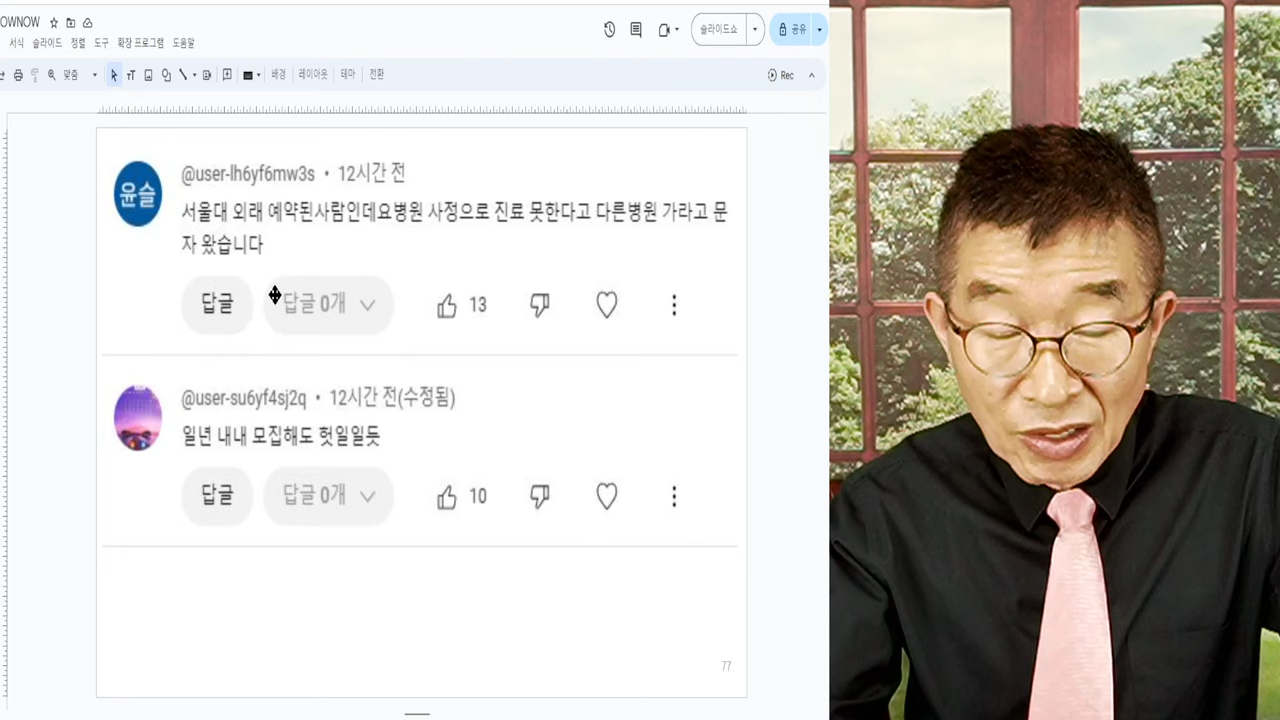 OWNOW
서식 슬라이드 정렬 도구 확장 프로그램 도움말
슬라이드쇼
공유
맞춤
배경 레이아웃 테마 전환
Rec
윤슬
@user-lh6yf6mw3s • 12시간 전
서울대 외래 예약된사람인데요병원 사정으로 진료 못한다고 다른병원 가라고 문
자 왔습니다
답글 답글 0개 13
@user-su6yf4sj2q • 12시간 전(수정됨)
일년 내내 모집해도 헛일일듯
답글 답글 0개 10
77